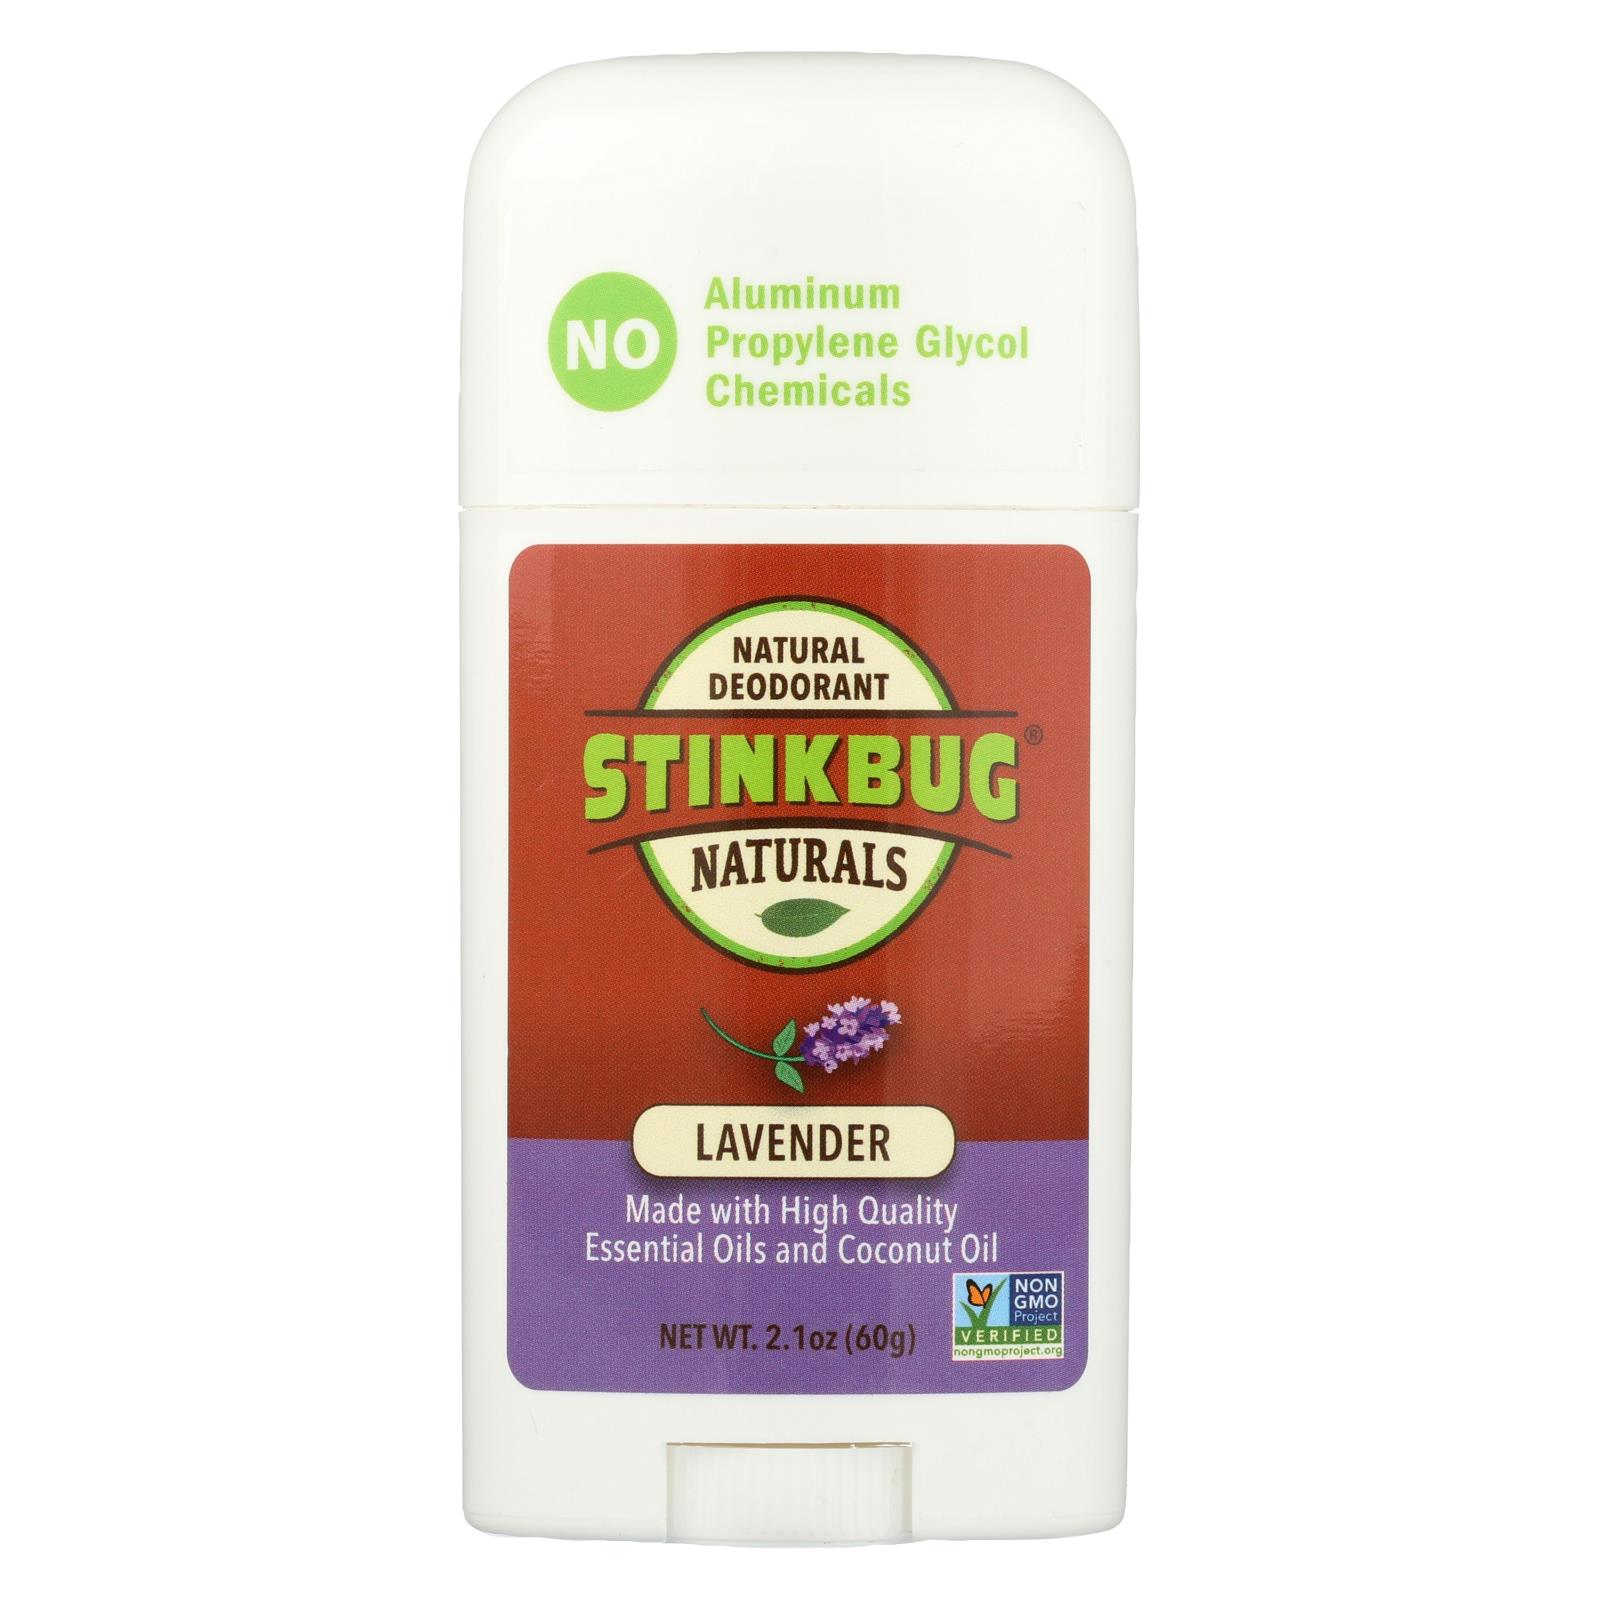 NO
Aluminum
Propylene Glycol
Chemicals
NATURAL
DEODORANT
STINKBUG®
NATURALS
LAVENDER
Made with High Quality
Essential Oils and Coconut Oil
NET WT. 2.1oz (60g)
NON
GMO
Project
VERIFIED
nongmoproject.org